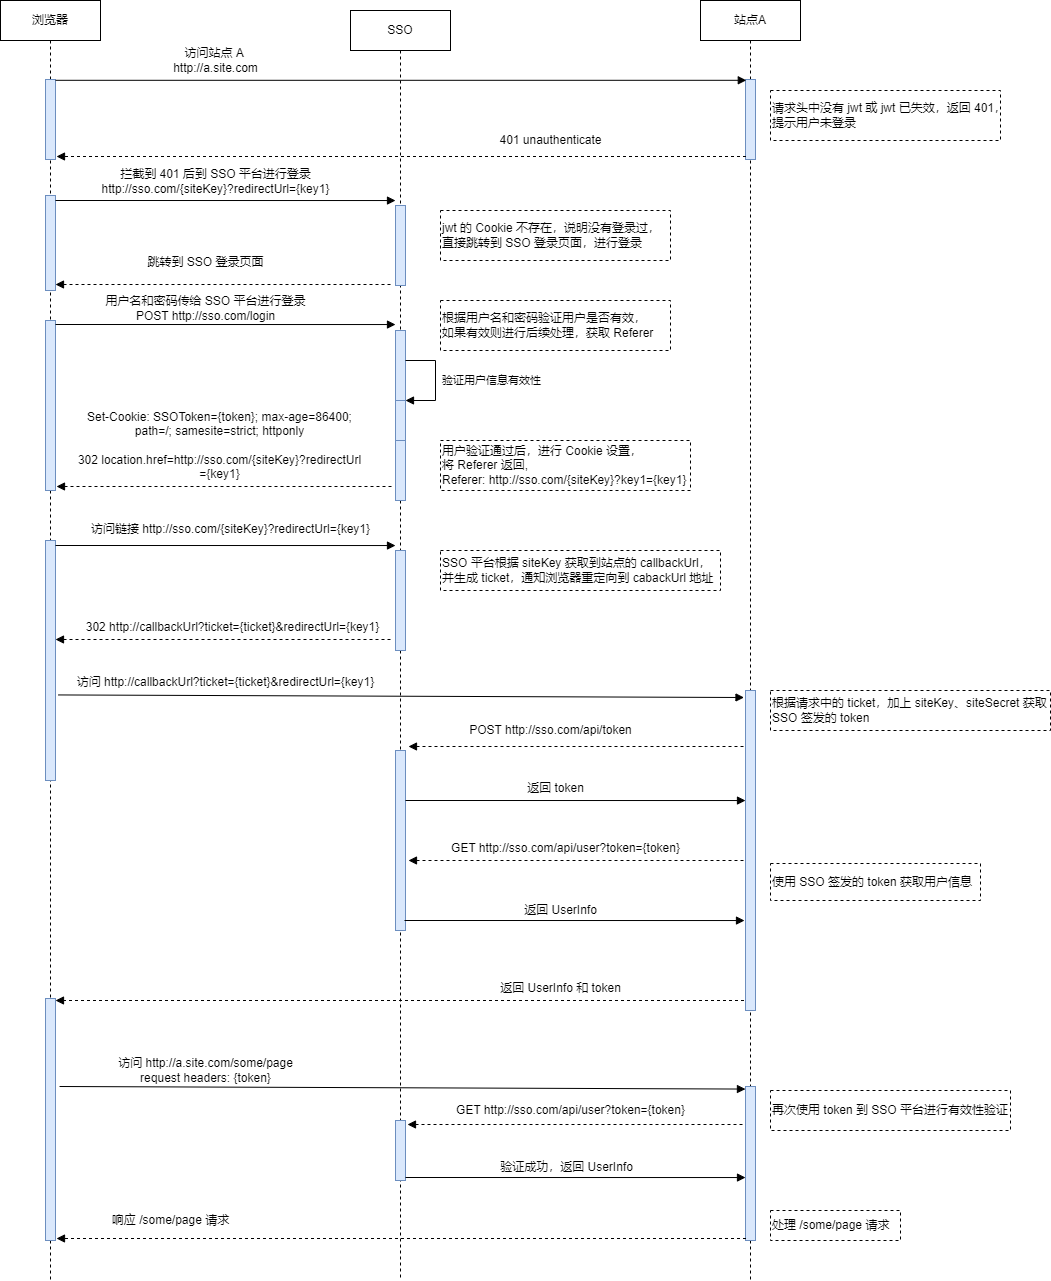 浏览器
SSO
站点A
访问站点 A
http://a.site.com
请求头中没有 jwt 或 jwt 已失效，返回 401，
提示用户未登录
401 unauthenticate
拦截到 401 后到 SSO 平台进行登录
http://sso.com/{siteKey}?redirectUrl={key1}
jwt 的 Cookie 不存在，说明没有登录过，
直接跳转到 SSO 登录页面，进行登录
跳转到 SSO 登录页面
用户名和密码传给 SSO 平台进行登录
POST http://sso.com/login
根据用户名和密码验证用户是否有效，
如果有效则进行后续处理，获取 Referer
验证用户信息有效性
Set-Cookie: SSOToken={token}; max-age=86400;
path=/; samesite=strict; httponly
302 location.href=http://sso.com/{siteKey}?redirectUrl
={key1}
用户验证通过后，进行 Cookie 设置，
将 Referer 返回,
Referer: http://sso.com/{siteKey}?key1={key1}
访问链接 http://sso.com/{siteKey}?redirectUrl={key1}
SSO 平台根据 siteKey 获取到站点的 callbackUrl，
并生成 ticket，通知浏览器重定向到 cabackUrl 地址
302 http://callbackUrl?ticket={ticket}&redirectUrl={key1}
访问 http://callbackUrl?ticket={ticket}&redirectUrl={key1}
根据请求中的 ticket，加上 siteKey、siteSecret 获取
SSO 签发的 token
POST http://sso.com/api/token
返回 token
GET http://sso.com/api/user?token={token}
使用 SSO 签发的 token 获取用户信息
返回 UserInfo
返回 UserInfo 和 token
访问 http://a.site.com/some/page
request headers: {token}
GET http://sso.com/api/user?token={token}
再次使用 token 到 SSO 平台进行有效性验证
验证成功，返回 UserInfo
响应 /some/page 请求
处理 /some/page 请求